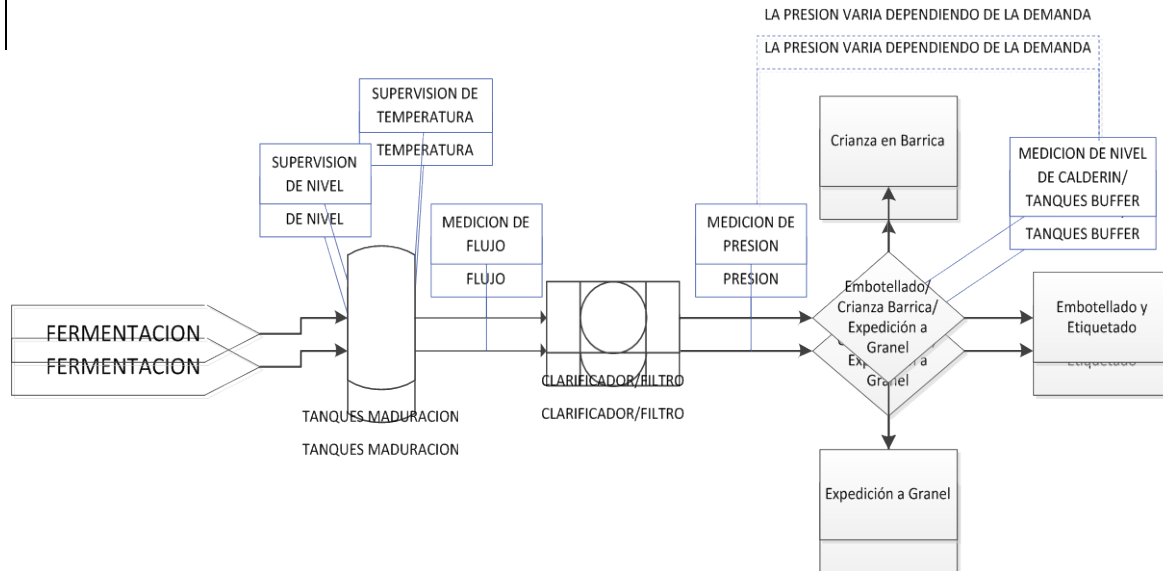 LA PRESION VARIA DEPENDIENDO DE LA DEMANDA
LA PRESION VARIA DEPENDIENDO DE LA DEMANDA
SUPERVISION DE
TEMPERATURA
TEMPERATURA
SUPERVISION
DE NIVEL
DE NIVEL
MEDICION DE
FLUJO
FLUJO
MEDICION DE
PRESION
PRESION
Crianza en Barrica
MEDICION DE NIVEL
DE CALDERIN/
TANQUES BUFFER
TANQUES BUFFER
FERMENTACION
FERMENTACION
TANQUES MADURACION
TANQUES MADURACION
CLARIFICADOR/FILTRO
CLARIFICADOR/FILTRO
Embotellado/
Crianza Barrica/
Expedición a
Granel
Granel
Embotellado y
Etiquetado
Etiquetado
Expedición a Granel